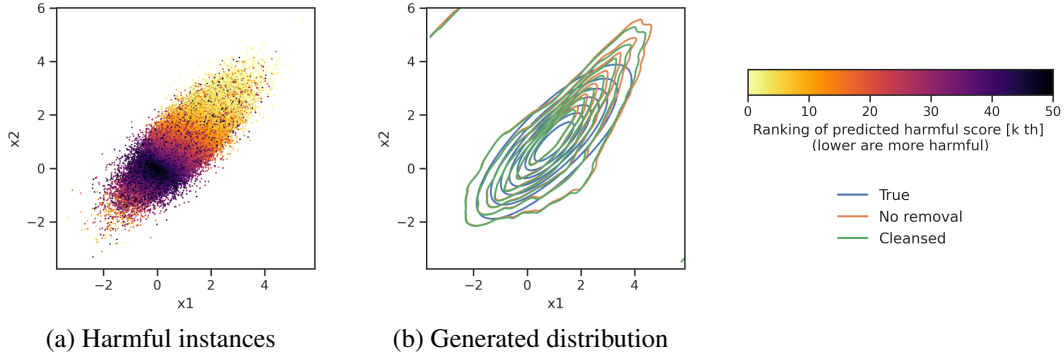 6
4
2
0
−2
x2
−2
0
2
4
x1
(a) Harmful instances
6
4
2
0
−2
x2
−2
0
2
4
x1
(b) Generated distribution
0 10 20 30 40 50
Ranking of predicted harmful score [k th]
(lower are more harmful)
True
No removal
Cleansed